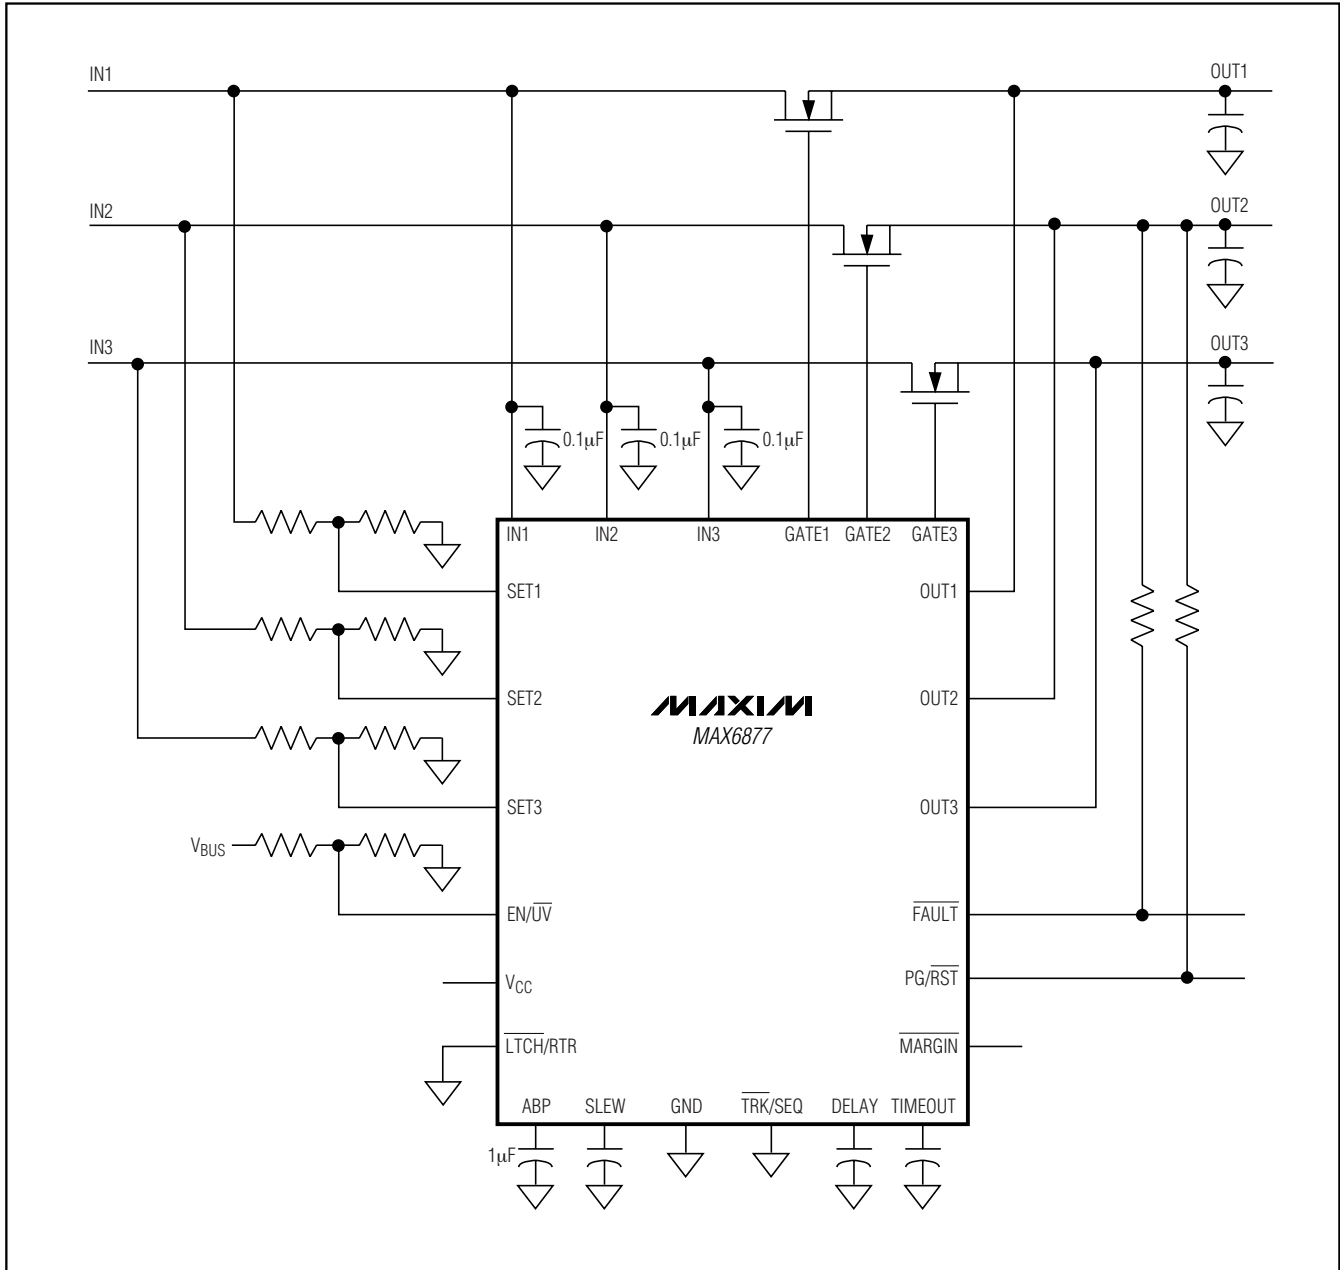 IN1
OUT1
IN2
OUT2
IN3
OUT3
0.1µF
0.1µF
0.1µF
IN1
IN2
IN3
GATE1
GATE2
GATE3
SET1
OUT1
SET2
OUT2
MAXIM
MAX6877
SET3
OUT3
VBUS
EN/UV
FAULT
VCC
PG/RST
LTCH/RTR
MARGIN
ABP
SLEW
GND
TRK/SEQ
DELAY
TIMEOUT
1µF